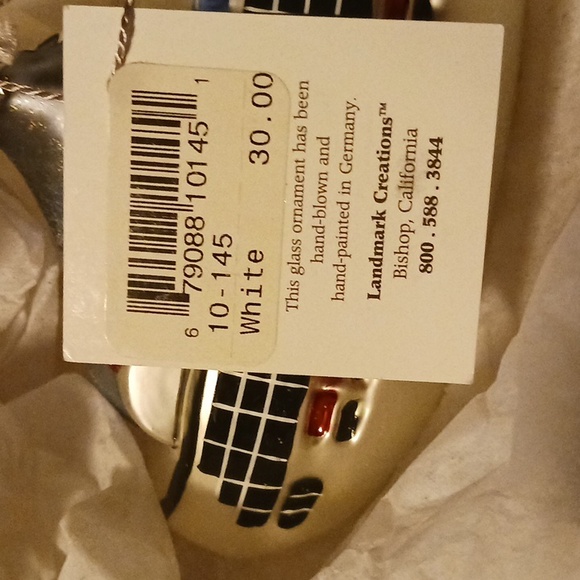 6 79088 10145 1
10-145
White 30.00
This glass ornament has been
hand-blown and
hand-painted in Germany.
Landmark Creations™
Bishop, California
800.588.3844